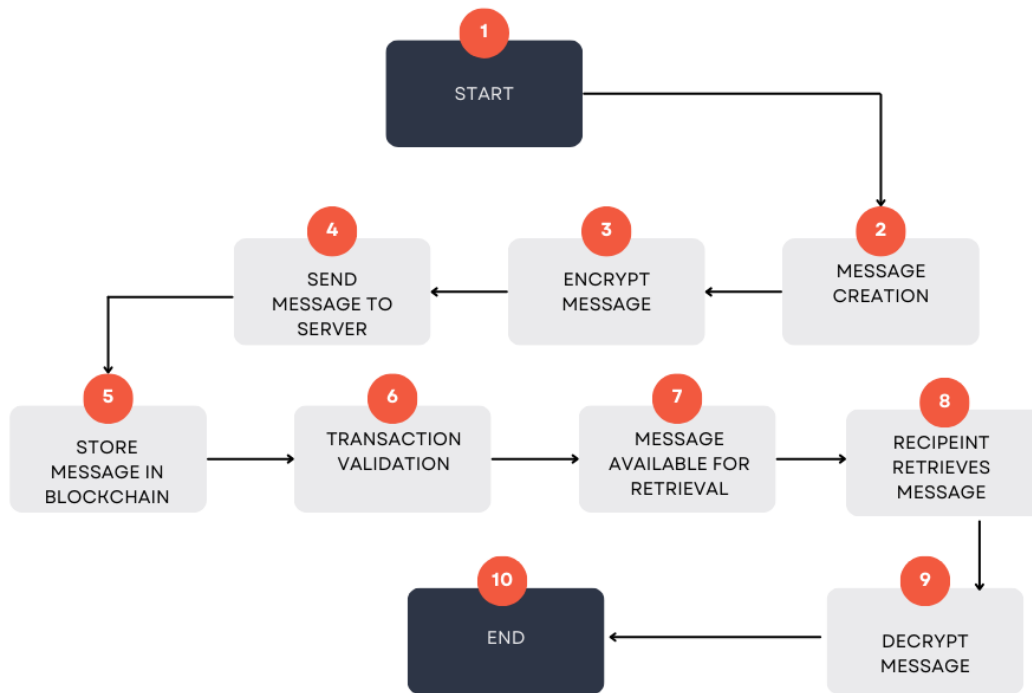 1
START
2
MESSAGE
CREATION
3
ENCRYPT
MESSAGE
4
SEND
MESSAGE TO
SERVER
5
STORE
MESSAGE IN
BLOCKCHAIN
6
TRANSACTION
VALIDATION
7
MESSAGE
AVAILABLE FOR
RETRIEVAL
8
RECIPEINT
RETRIEVES
MESSAGE
9
DECRYPT
MESSAGE
10
END